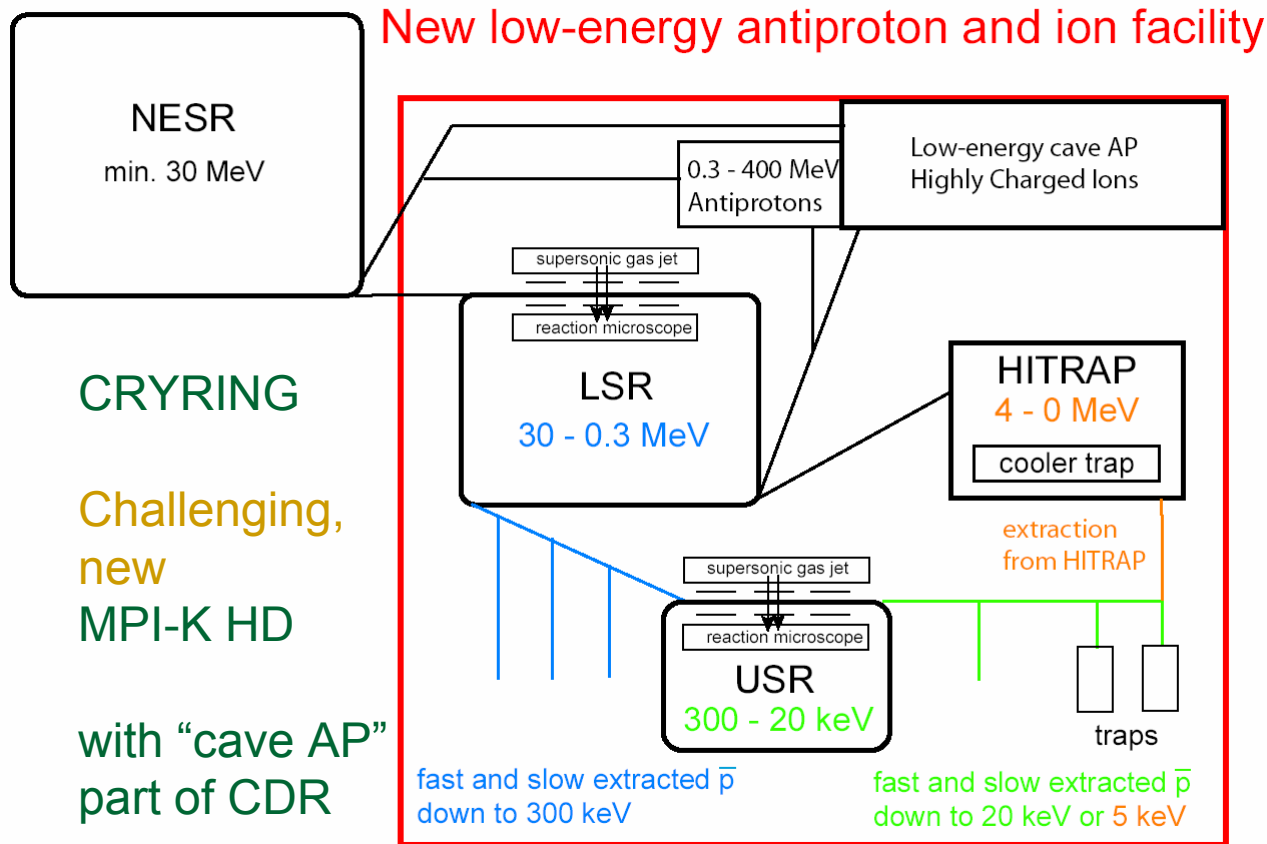 New low-energy antiproton and ion facility
NESR
min. 30 MeV
0.3 - 400 MeV
Antiprotons
Low-energy cave AP
Highly Charged Ions
supersonic gas jet
reaction microscope
LSR
30 - 0.3 MeV
HITRAP
4 - 0 MeV
cooler trap
extraction
from HITRAP
CRYRING
Challenging,
new
MPI-K HD
with “cave AP”
part of CDR
supersonic gas jet
reaction microscope
USR
300 - 20 keV
traps
fast and slow extracted p̅
down to 300 keV
fast and slow extracted p̅
down to 20 keV or 5 keV